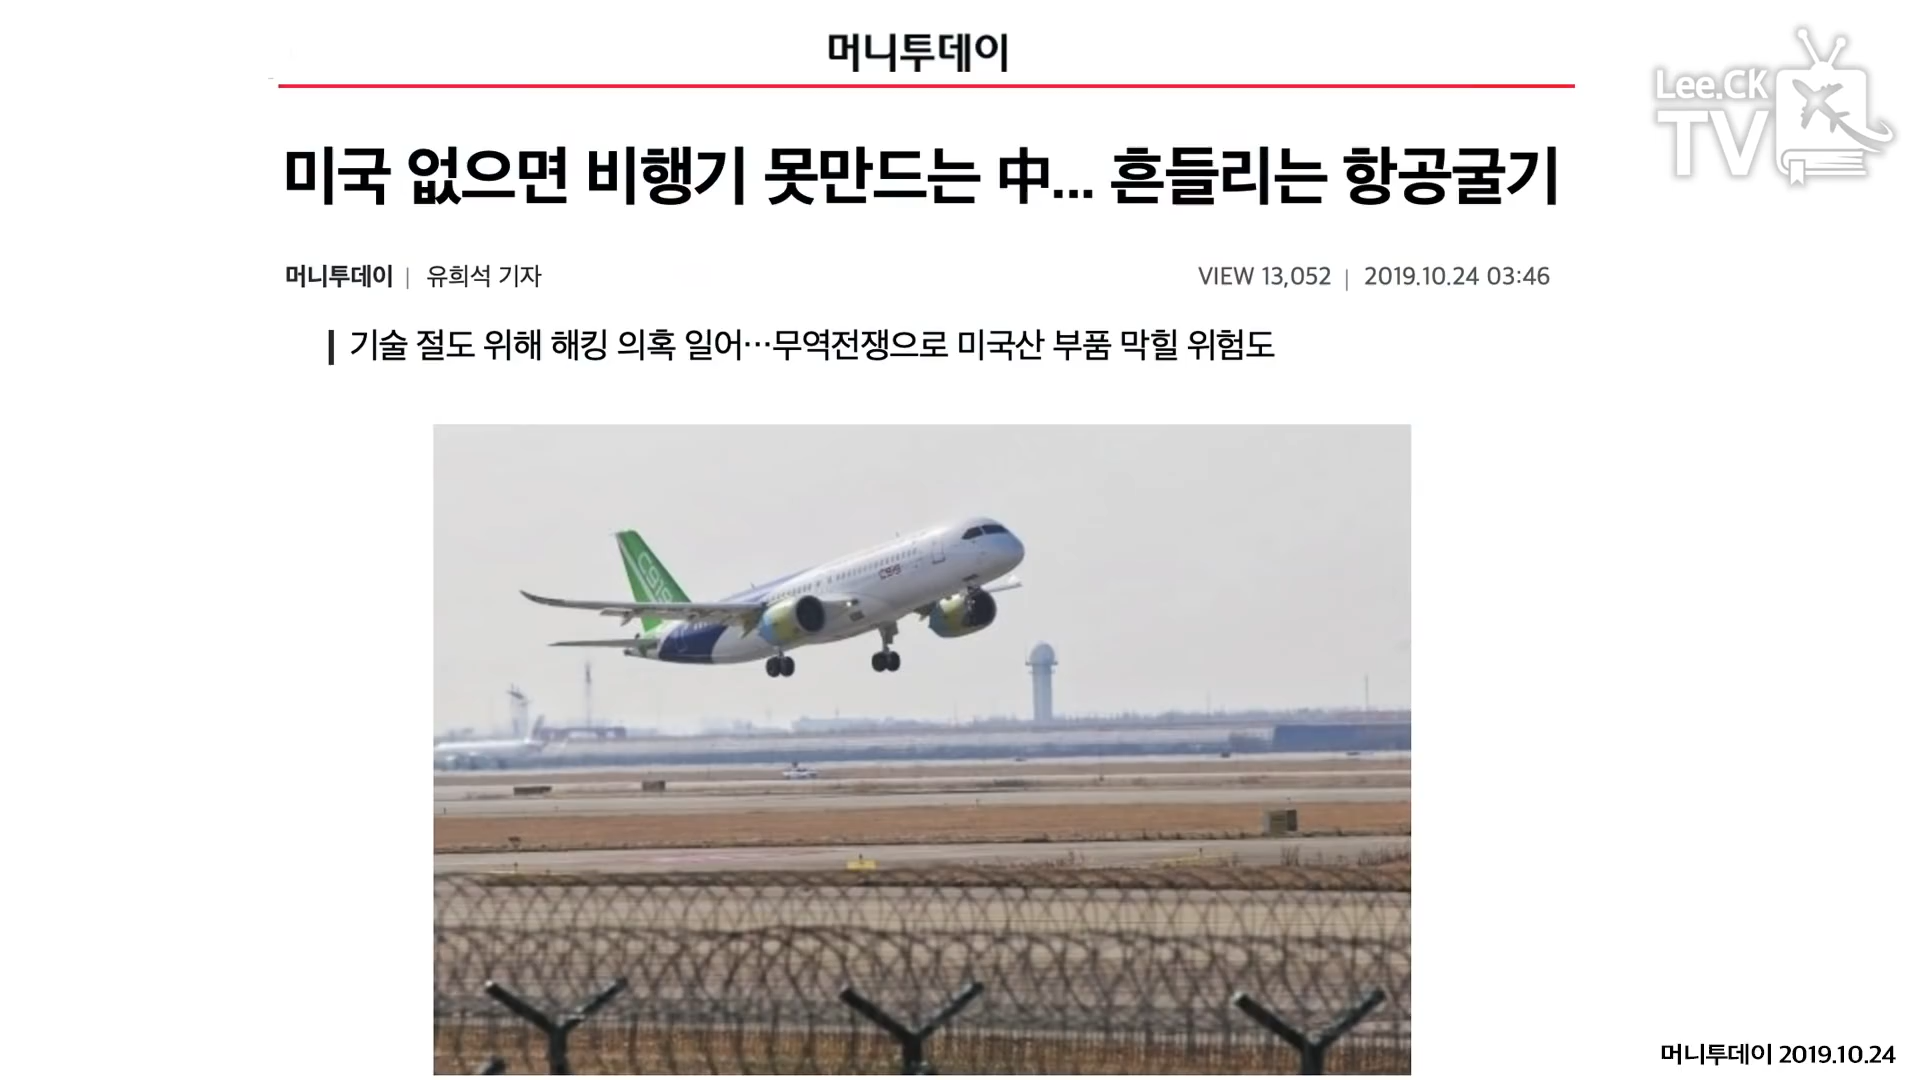 머니투데이
Lee.CK
TV
미국 없으면 비행기 못만드는 中... 흔들리는 항공굴기
머니투데이 | 유희석 기자
VIEW 13,052 | 2019.10.24 03:46
기술 절도 위해 해킹 의혹 일어…무역전쟁으로 미국산 부품 막힐 위험도
C919
C919
머니투데이 2019.10.24